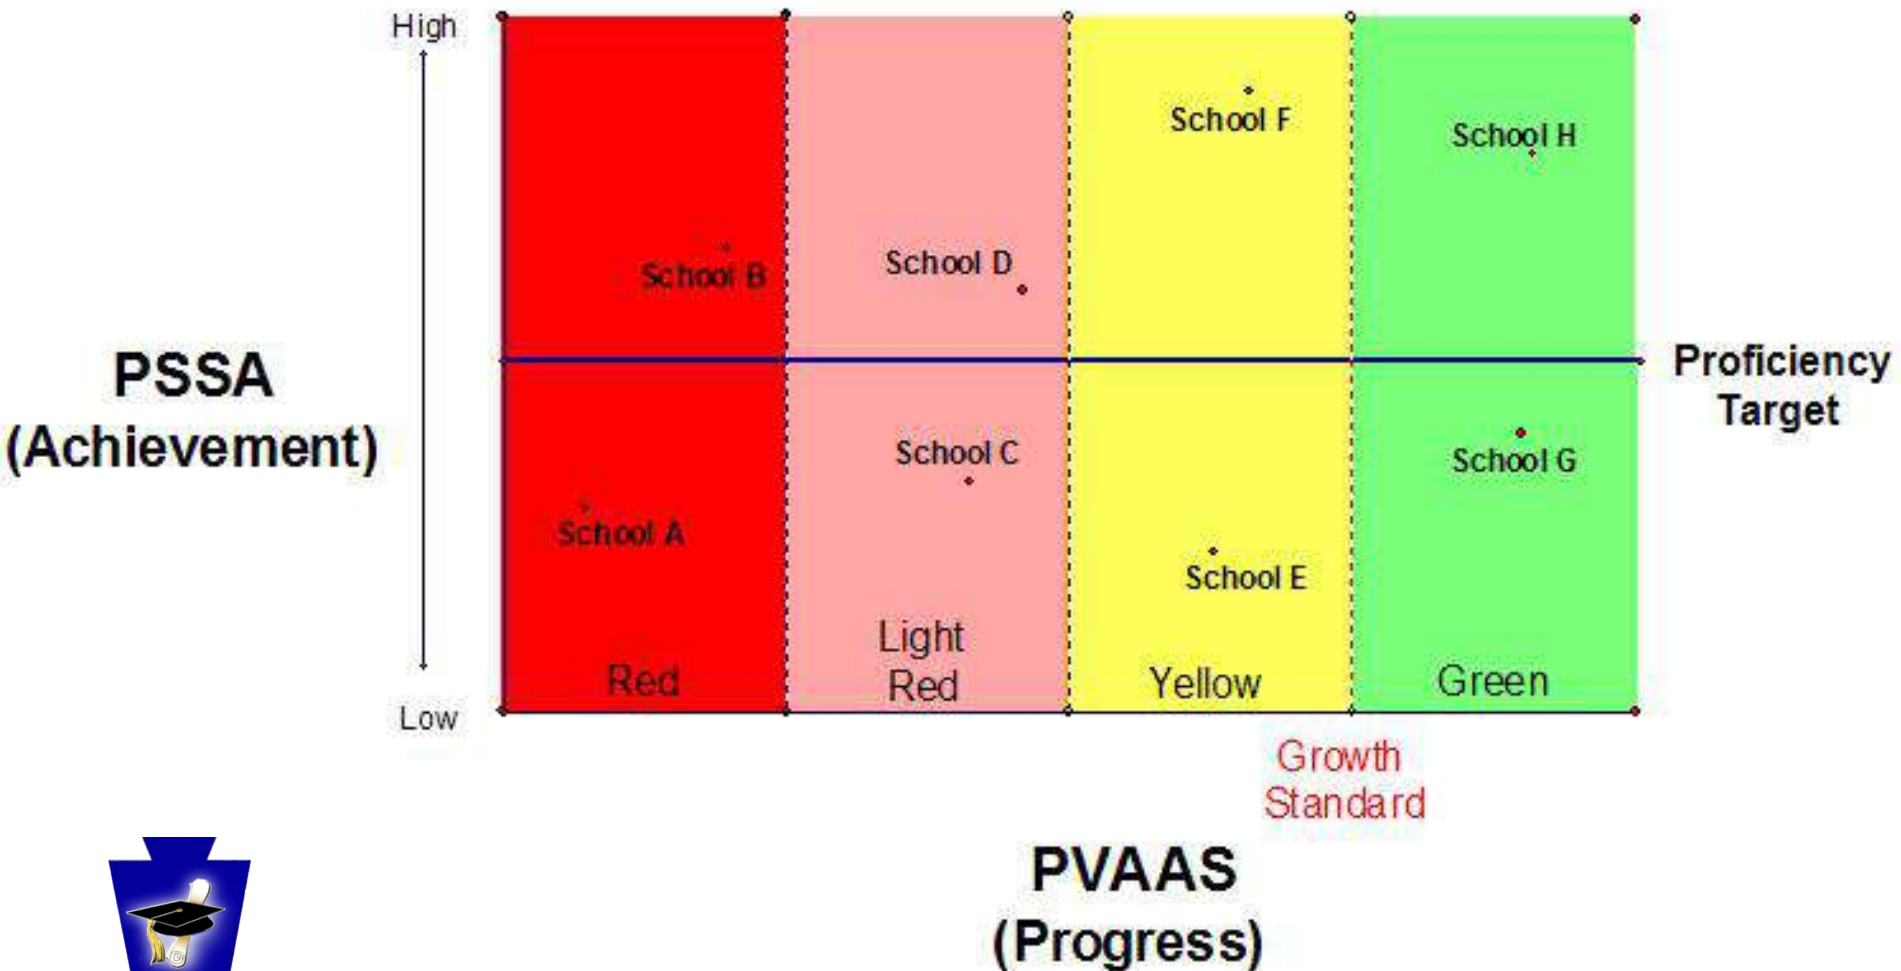 High
School F
School H
School B
School D
PSSA
(Achievement)
Proficiency
Target
School C
School G
School A
School E
Light
Red
Red
Yellow
Green
Low
Growth
Standard
PVAAS
(Progress)